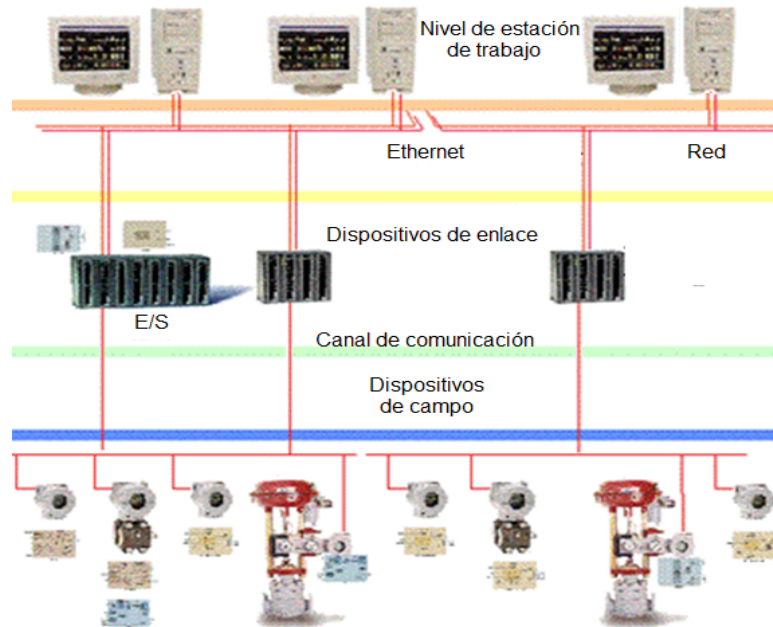 Nivel de estación
de trabajo
Ethernet
Red
Dispositivos de enlace
E/S
Canal de comunicación
Dispositivos
de campo